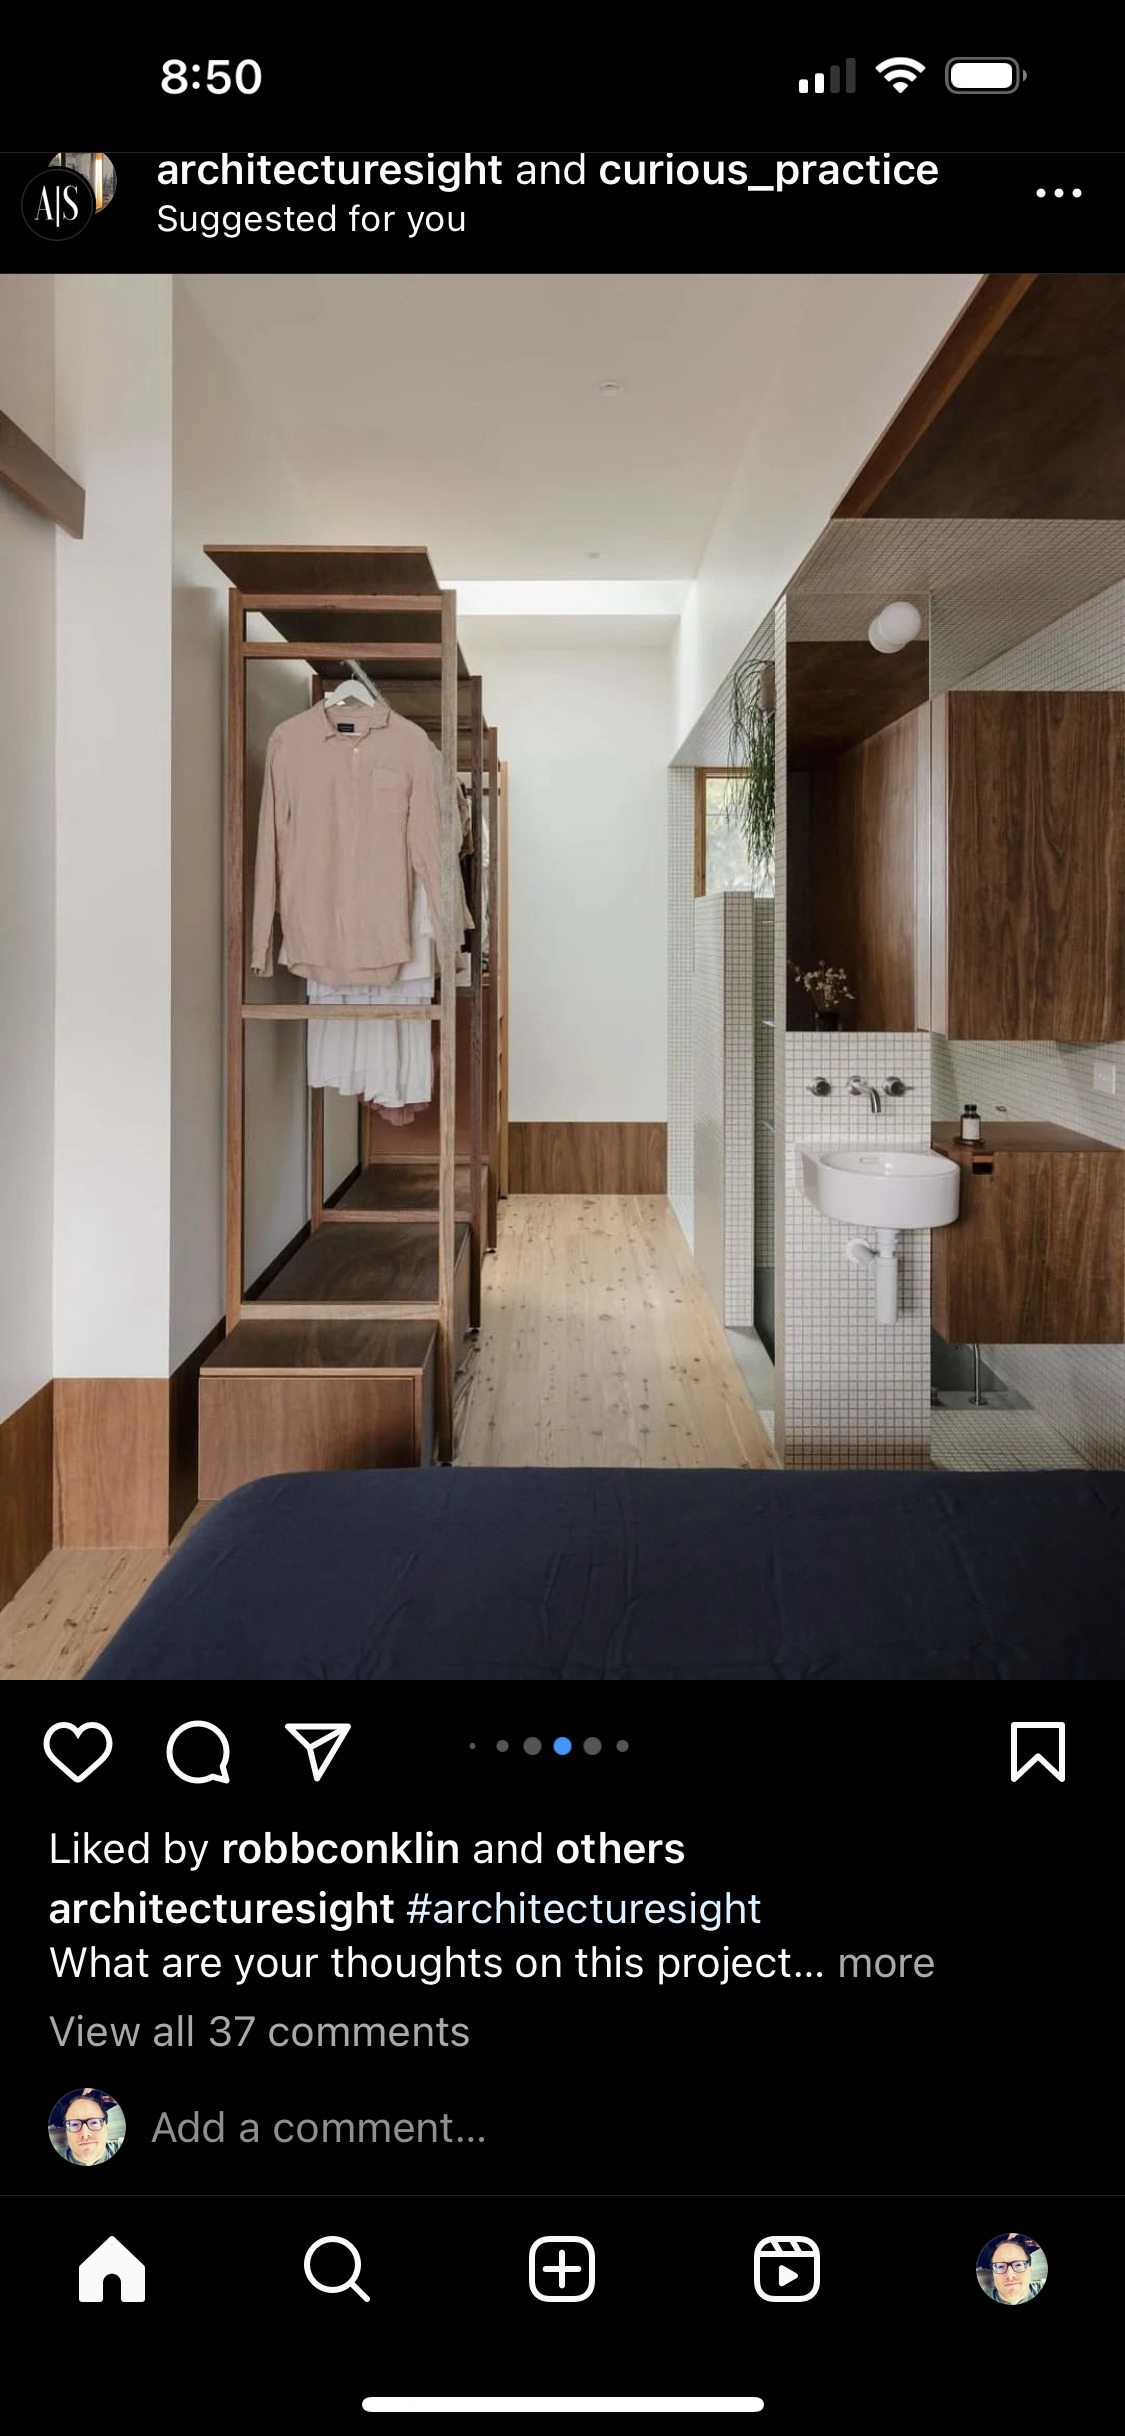 8:50
architecturesight and curious_practice
A|S
Suggested for you
Liked by robbconklin and others
architecturesight #architecturesight
What are your thoughts on this project... more
View all 37 comments
Add a comment...